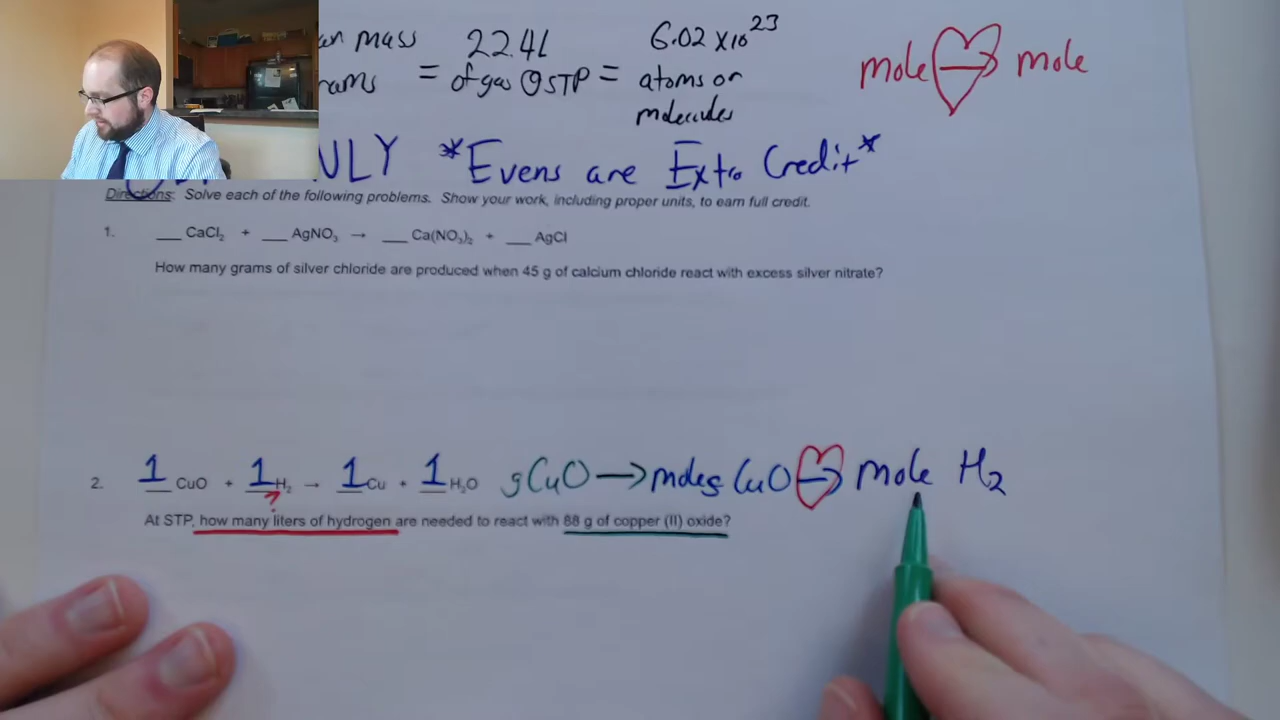 mass 22.4L 6.02 x10^23
= of gas @ STP = atoms or
molecules
mole → mole
*Evens are Extra Credit*
Directions: Solve each of the following problems. Show your work, including proper units, to earn full credit.
1. ___ CaCl₂ + ___ AgNO₃ → ___ Ca(NO₃)₂ + ___ AgCl
How many grams of silver chloride are produced when 45 g of calcium chloride react with excess silver nitrate?
2. 1 CuO + 1 H₂ → 1 Cu + 1 H₂O gCuO → moles CuO → mole H₂
At STP, how many liters of hydrogen are needed to react with 88 g of copper (II) oxide?